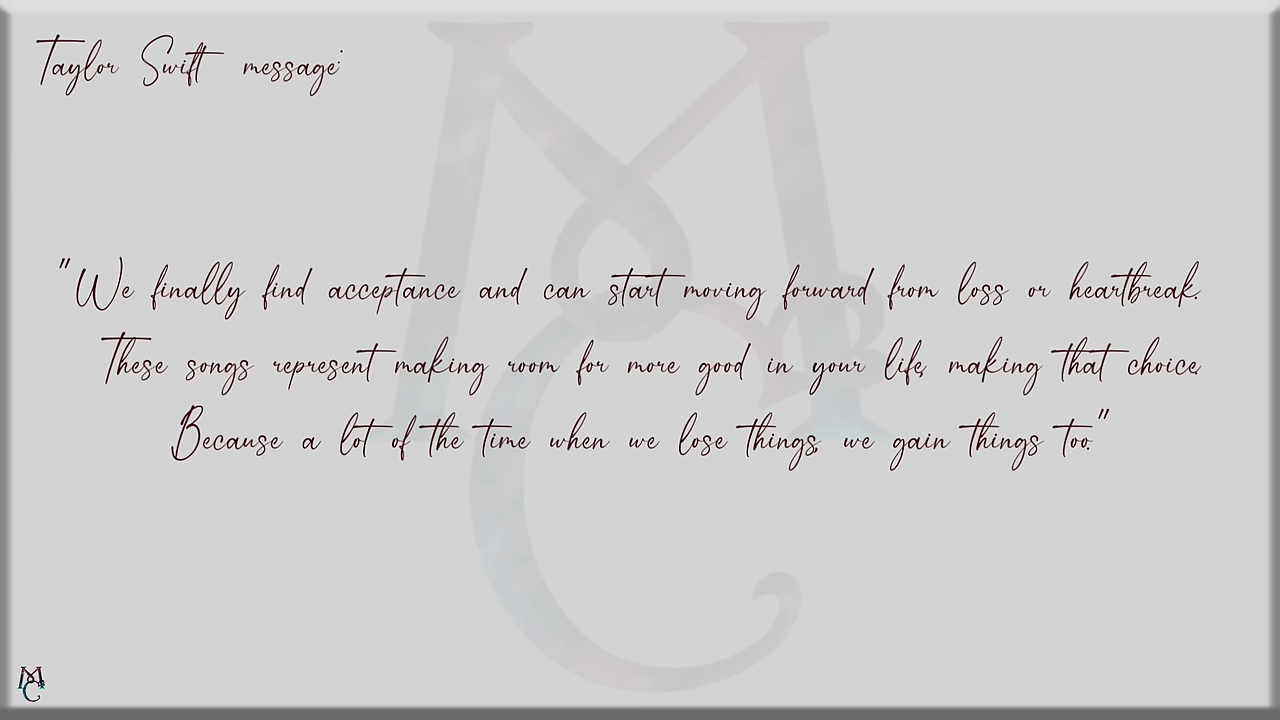 Taylor Swift message:
"We finally find acceptance and can start moving forward from loss or heartbreak.
These songs represent making room for more good in your life, making that choice.
Because a lot of the time when we lose things, we gain things too."
M
B
C